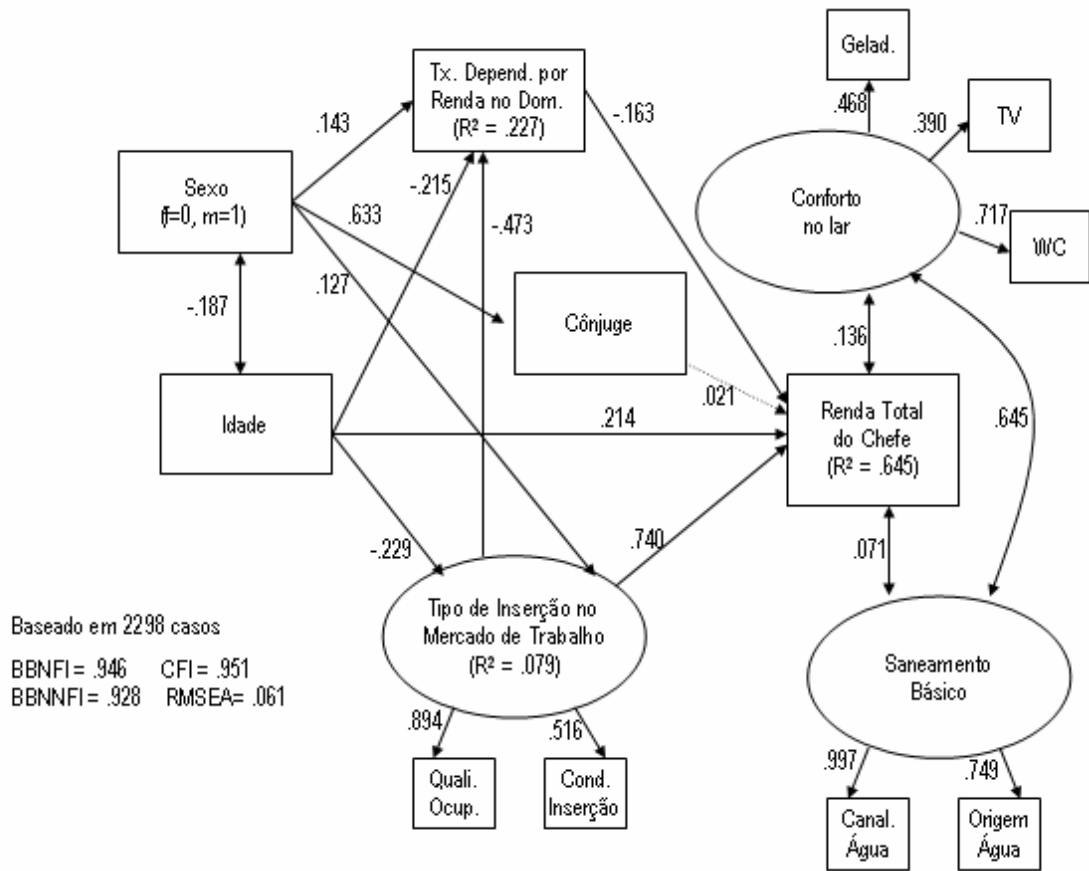 Gelad.
.468
.390
TV
Tx. Depend. por
Renda no Dom.
(R² = .227)
.143
-.163
Sexo
(f=0, m=1)
-.215
.633
-.473
.127
Conforto
no lar
.717
WC
-.187
Cônjuge
.136
.021
Idade
.214
Renda Total
do Chefe
(R² = .645)
.645
-.229
.740
.071
Tipo de Inserção no
Mercado de Trabalho
(R² = .079)
Saneamento
Básico
Baseado em 2298 casos
BBNFI = .946 CFI = .951
BBNNFI = .928 RMSEA= .061
.894
.516
.997
.749
Quali.
Ocup.
Cond.
Inserção
Canal.
Água
Origem
Água